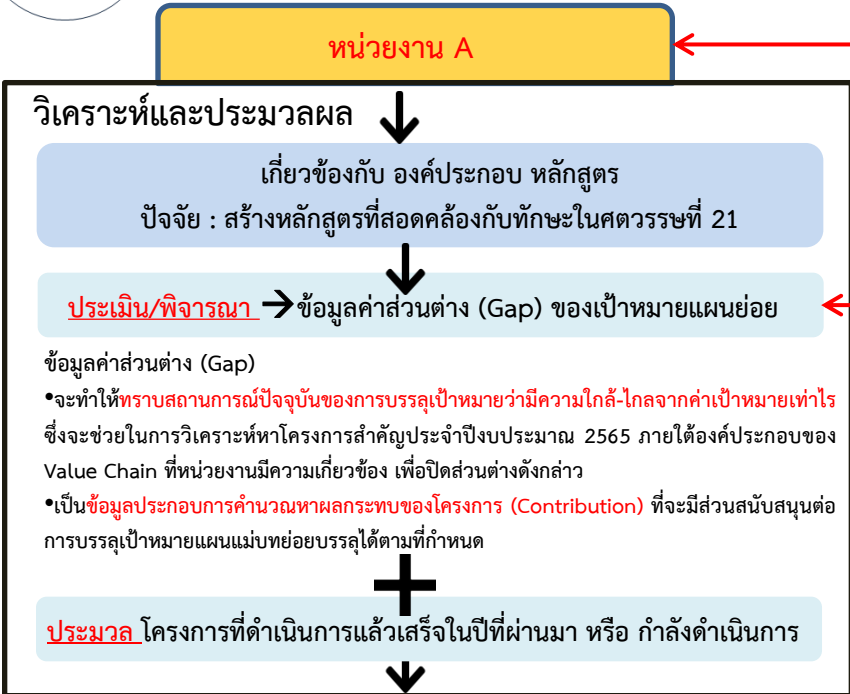 หน่วยงาน A
วิเคราะห์และประมวลผล
เกี่ยวข้องกับ องค์ประกอบ หลักสูตร
ปัจจัย : สร้างหลักสูตรที่สอดคล้องกับทักษะในศตวรรษที่ 21
ประเมิน/พิจารณา → ข้อมูลค่าส่วนต่าง (Gap) ของเป้าหมายแผนย่อย
ข้อมูลค่าส่วนต่าง (Gap)
•จะทำให้ทราบสถานการณ์ปัจจุบันของการบรรลุเป้าหมายว่ามีความใกล้-ไกลจากค่าเป้าหมายเท่าไร
ซึ่งจะช่วยในการวิเคราะห์หาโครงการสำคัญประจำปีงบประมาณ 2565 ภายใต้องค์ประกอบของ
Value Chain ที่หน่วยงานมีความเกี่ยวข้อง เพื่อปิดส่วนต่างดังกล่าว
•เป็นข้อมูลประกอบการคำนวณหาผลกระทบของโครงการ (Contribution) ที่จะมีส่วนสนับสนุนต่อ
การบรรลุเป้าหมายแผนแม่บทย่อยบรรลุได้ตามที่กำหนด
ประมวล โครงการที่ดำเนินการแล้วเสร็จในปีที่ผ่านมา หรือ กำลังดำเนินการ